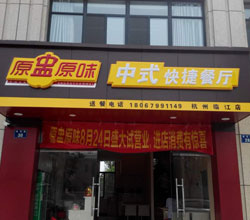 原盅原味 中式快捷餐厅
送餐电话 18067991149 杭州临江店
原盅原味8月24日盛大试营业 进店消费有惊喜